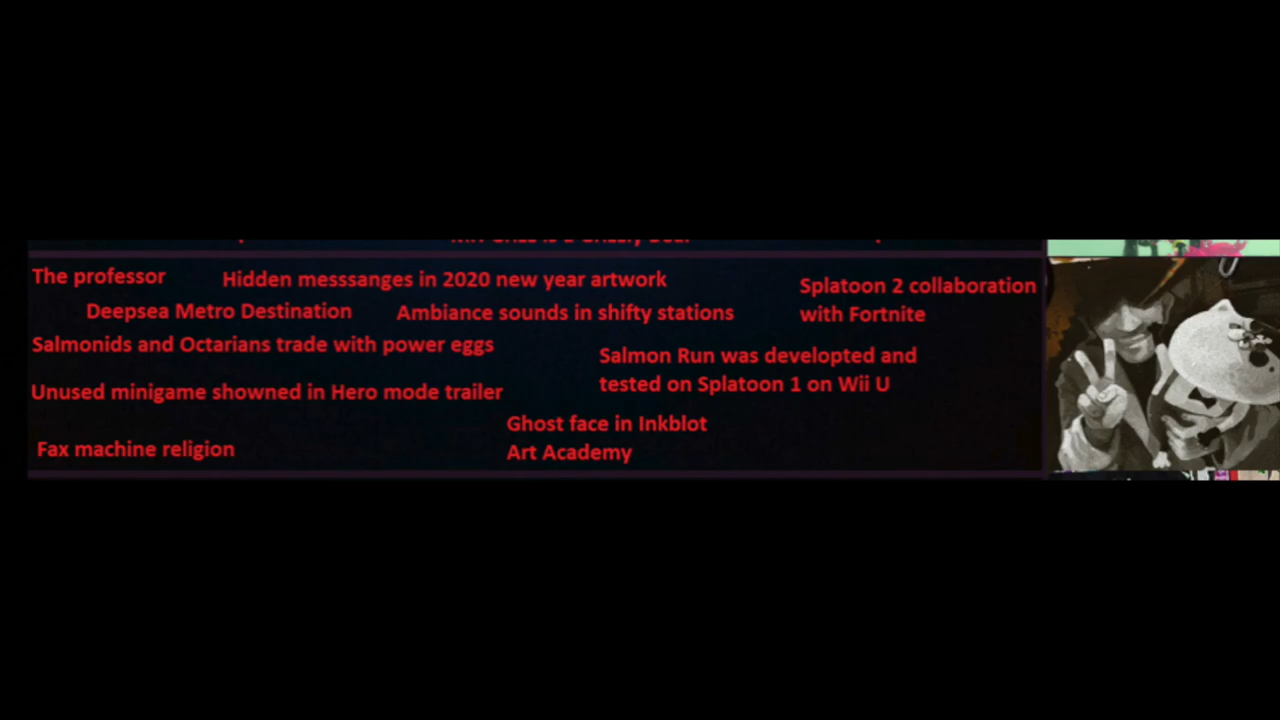 The professor
Hidden messsanges in 2020 new year artwork
Splatoon 2 collaboration
with Fortnite
Deepsea Metro Destination
Ambiance sounds in shifty stations
Salmonids and Octarians trade with power eggs
Salmon Run was developted and
tested on Splatoon 1 on Wii U
Unused minigame showned in Hero mode trailer
Ghost face in Inkblot
Art Academy
Fax machine religion